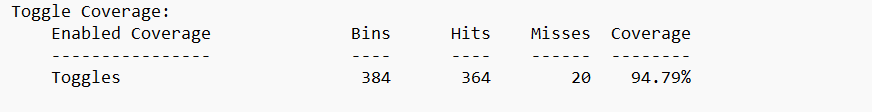 Toggle Coverage:
    Enabled Coverage              Bins      Hits    Misses  Coverage
    ----------------              ----      ----    ------  --------
    Toggles                        384       364        20    94.79%